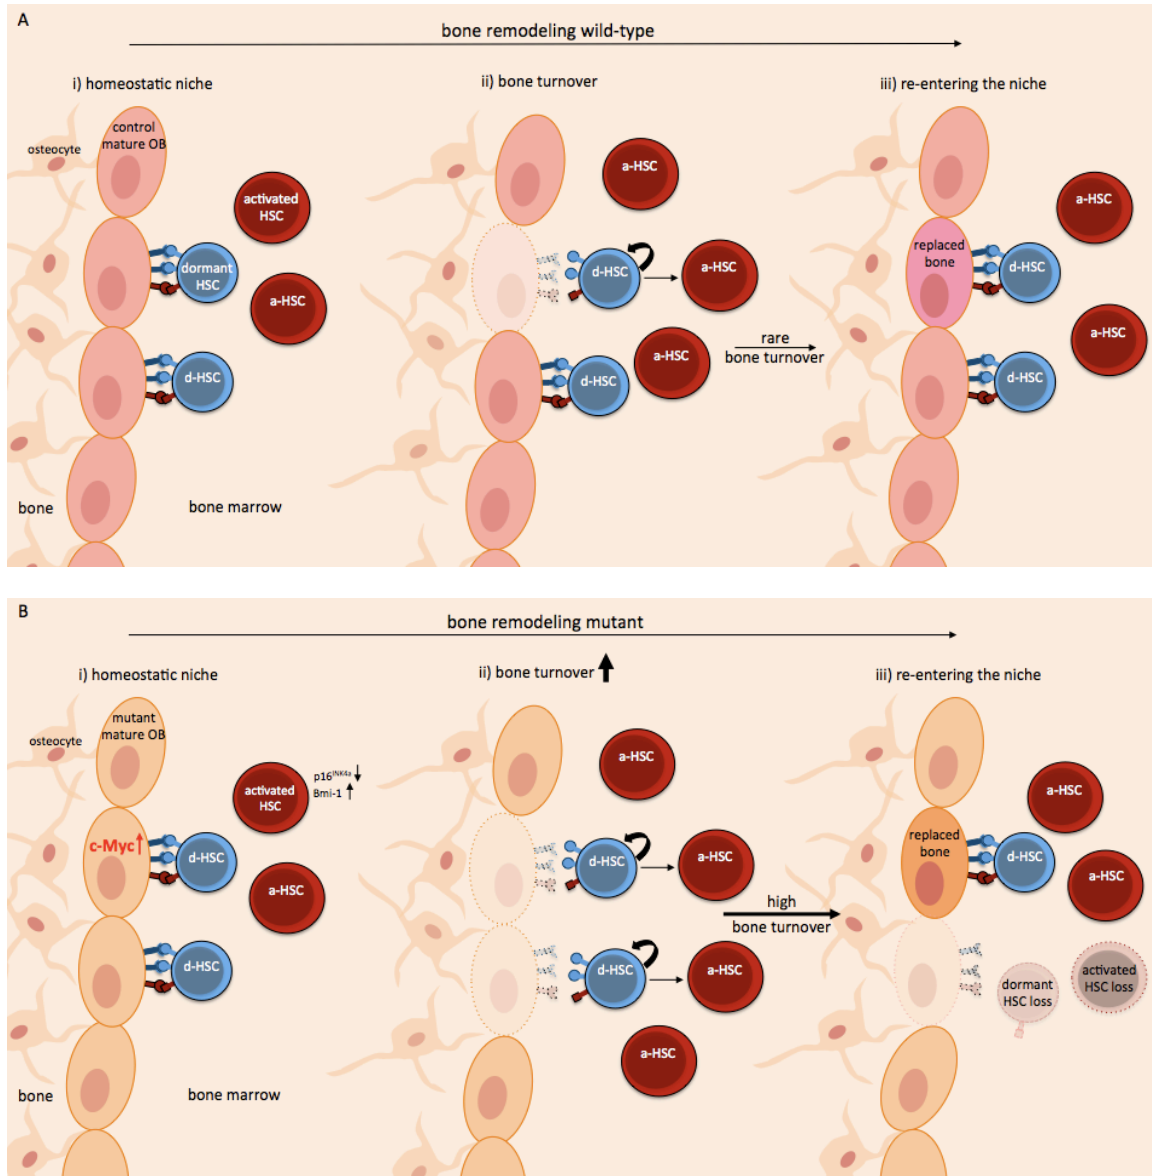 A
bone remodeling wild-type
i) homeostatic niche
ii) bone turnover
iii) re-entering the niche
control
mature OB
osteocyte
activated
HSC
dormant
HSC
a-HSC
d-HSC
bone
bone marrow
a-HSC
d-HSC
a-HSC
d-HSC
a-HSC
rare
bone turnover
a-HSC
replaced
bone
d-HSC
a-HSC
d-HSC
B
bone remodeling mutant
i) homeostatic niche
ii) bone turnover
iii) re-entering the niche
mutant
mature OB
osteocyte
activated
HSC
p16INK4a
Bmi-1
c-Myc↑
d-HSC
a-HSC
d-HSC
bone
bone marrow
a-HSC
d-HSC
a-HSC
d-HSC
a-HSC
a-HSC
high
bone turnover
a-HSC
replaced
bone
d-HSC
a-HSC
dormant
HSC loss
activated
HSC loss